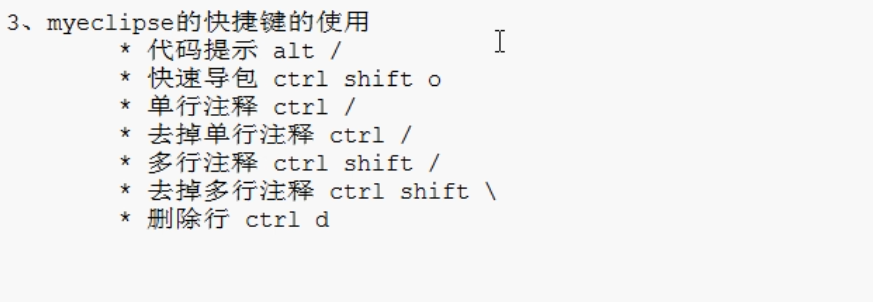 3、myeclipse的快捷键的使用
* 代码提示 alt /
* 快速导包 ctrl shift o
* 单行注释 ctrl /
* 去掉单行注释 ctrl /
* 多行注释 ctrl shift /
* 去掉多行注释 ctrl shift \
* 删除行 ctrl d